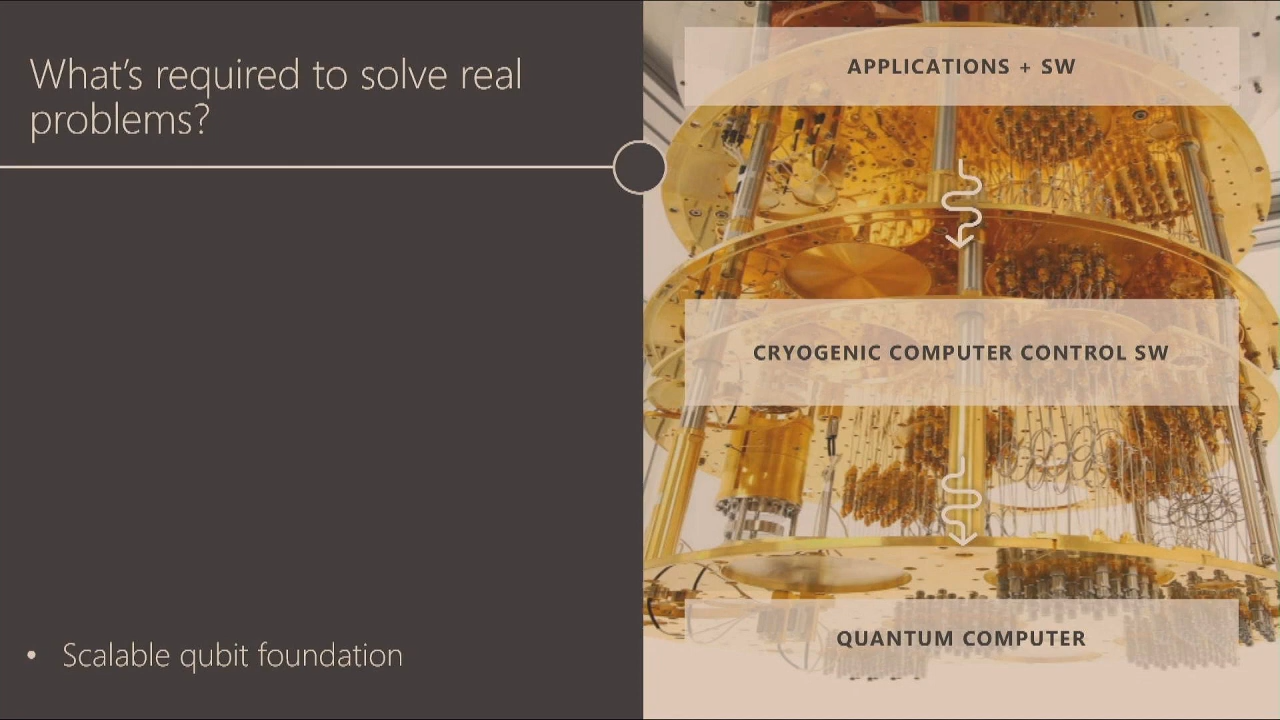 What's required to solve real
problems?
• Scalable qubit foundation
APPLICATIONS + SW
CRYOGENIC COMPUTER CONTROL SW
QUANTUM COMPUTER